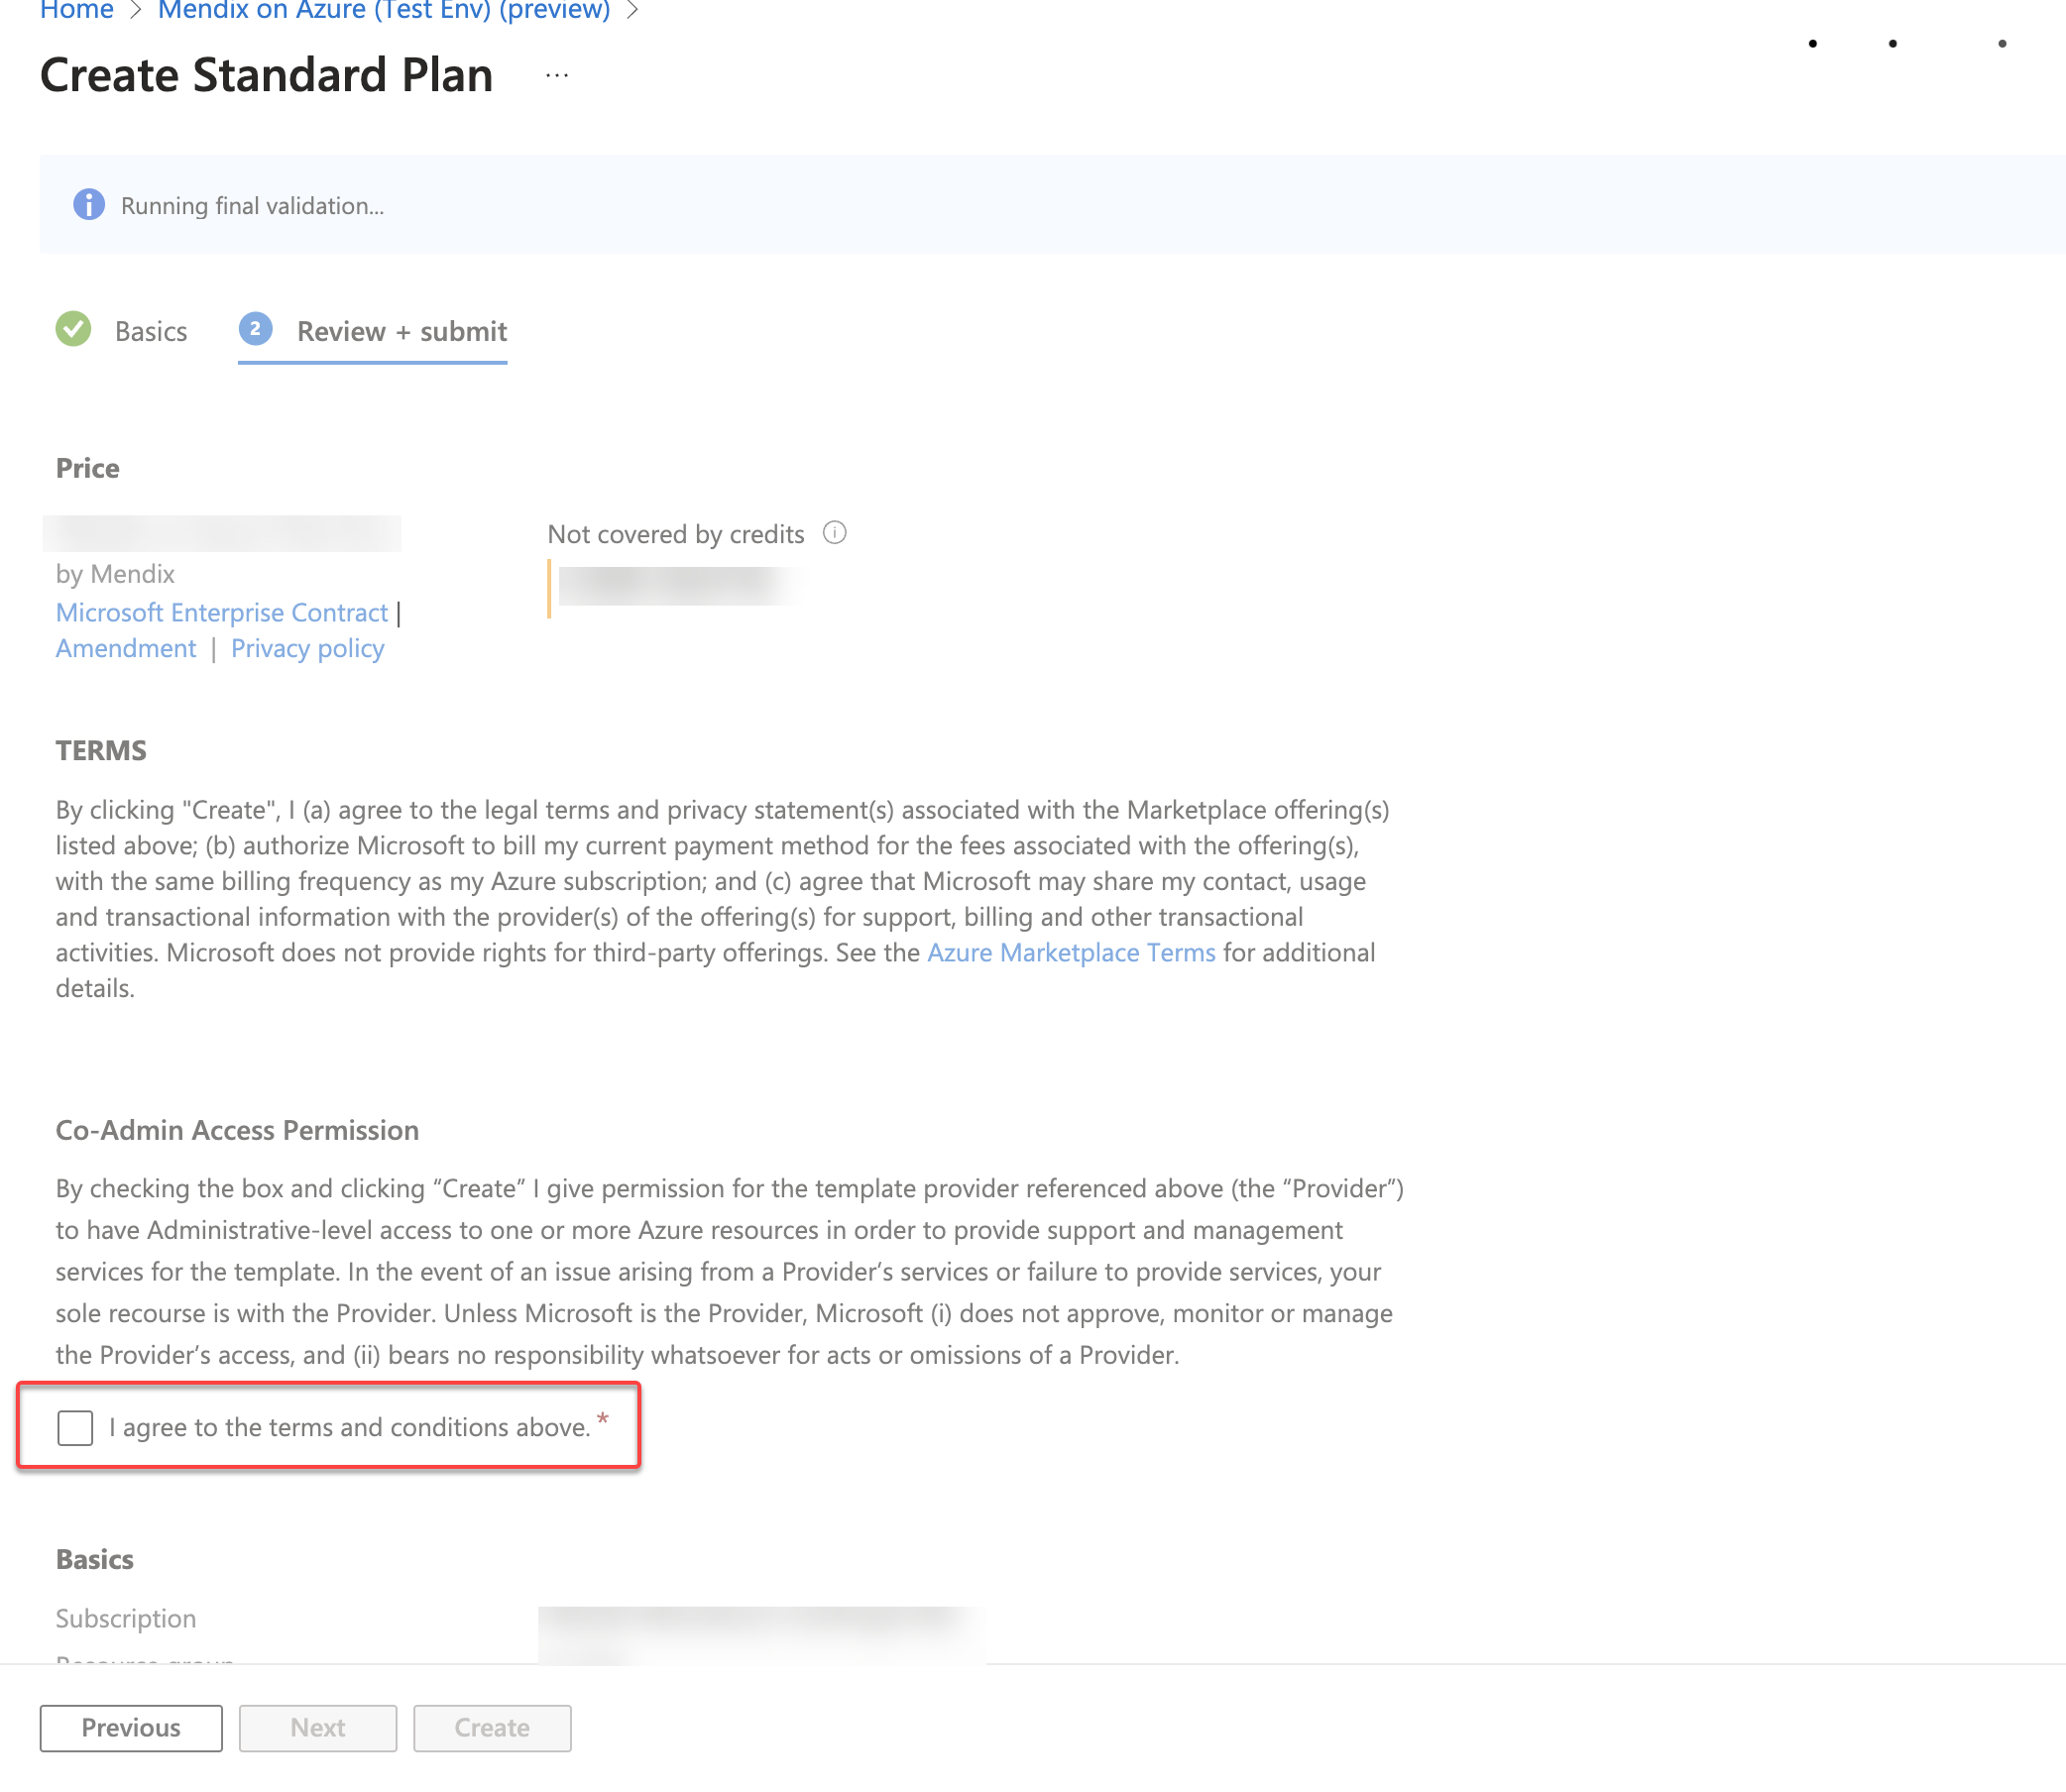 Home > Mendix on Azure (Test Env) (preview) >
Create Standard Plan ...
Running final validation...
Basics
2 Review + submit
Price
Not covered by credits
by Mendix
Microsoft Enterprise Contract |
Amendment | Privacy policy
TERMS
By clicking "Create", I (a) agree to the legal terms and privacy statement(s) associated with the Marketplace offering(s)
listed above; (b) authorize Microsoft to bill my current payment method for the fees associated with the offering(s),
with the same billing frequency as my Azure subscription; and (c) agree that Microsoft may share my contact, usage
and transactional information with the provider(s) of the offering(s) for support, billing and other transactional
activities. Microsoft does not provide rights for third-party offerings. See the Azure Marketplace Terms for additional
details.
Co-Admin Access Permission
By checking the box and clicking “Create” I give permission for the template provider referenced above (the “Provider”)
to have Administrative-level access to one or more Azure resources in order to provide support and management
services for the template. In the event of an issue arising from a Provider’s services or failure to provide services, your
sole recourse is with the Provider. Unless Microsoft is the Provider, Microsoft (i) does not approve, monitor or manage
the Provider’s access, and (ii) bears no responsibility whatsoever for acts or omissions of a Provider.
I agree to the terms and conditions above. *
Basics
Subscription
Resource group
Previous
Next
Create